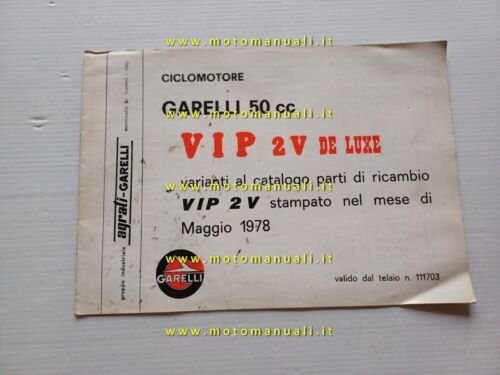 www.motomanuali.it
CICLOMOTORE
www.motomanuali.it
GARELLI 50 cc
VIP 2V DE LUXE
www.motomanuali.it
varianti al catalogo parti di ricambio
VIP 2V stampato nel mese di
www.motomanuali.it
Maggio 1978
GARELLI
valido dal telaio n. 111703
www.motomanuali.it
gruppo industriale agrati-GARELLI